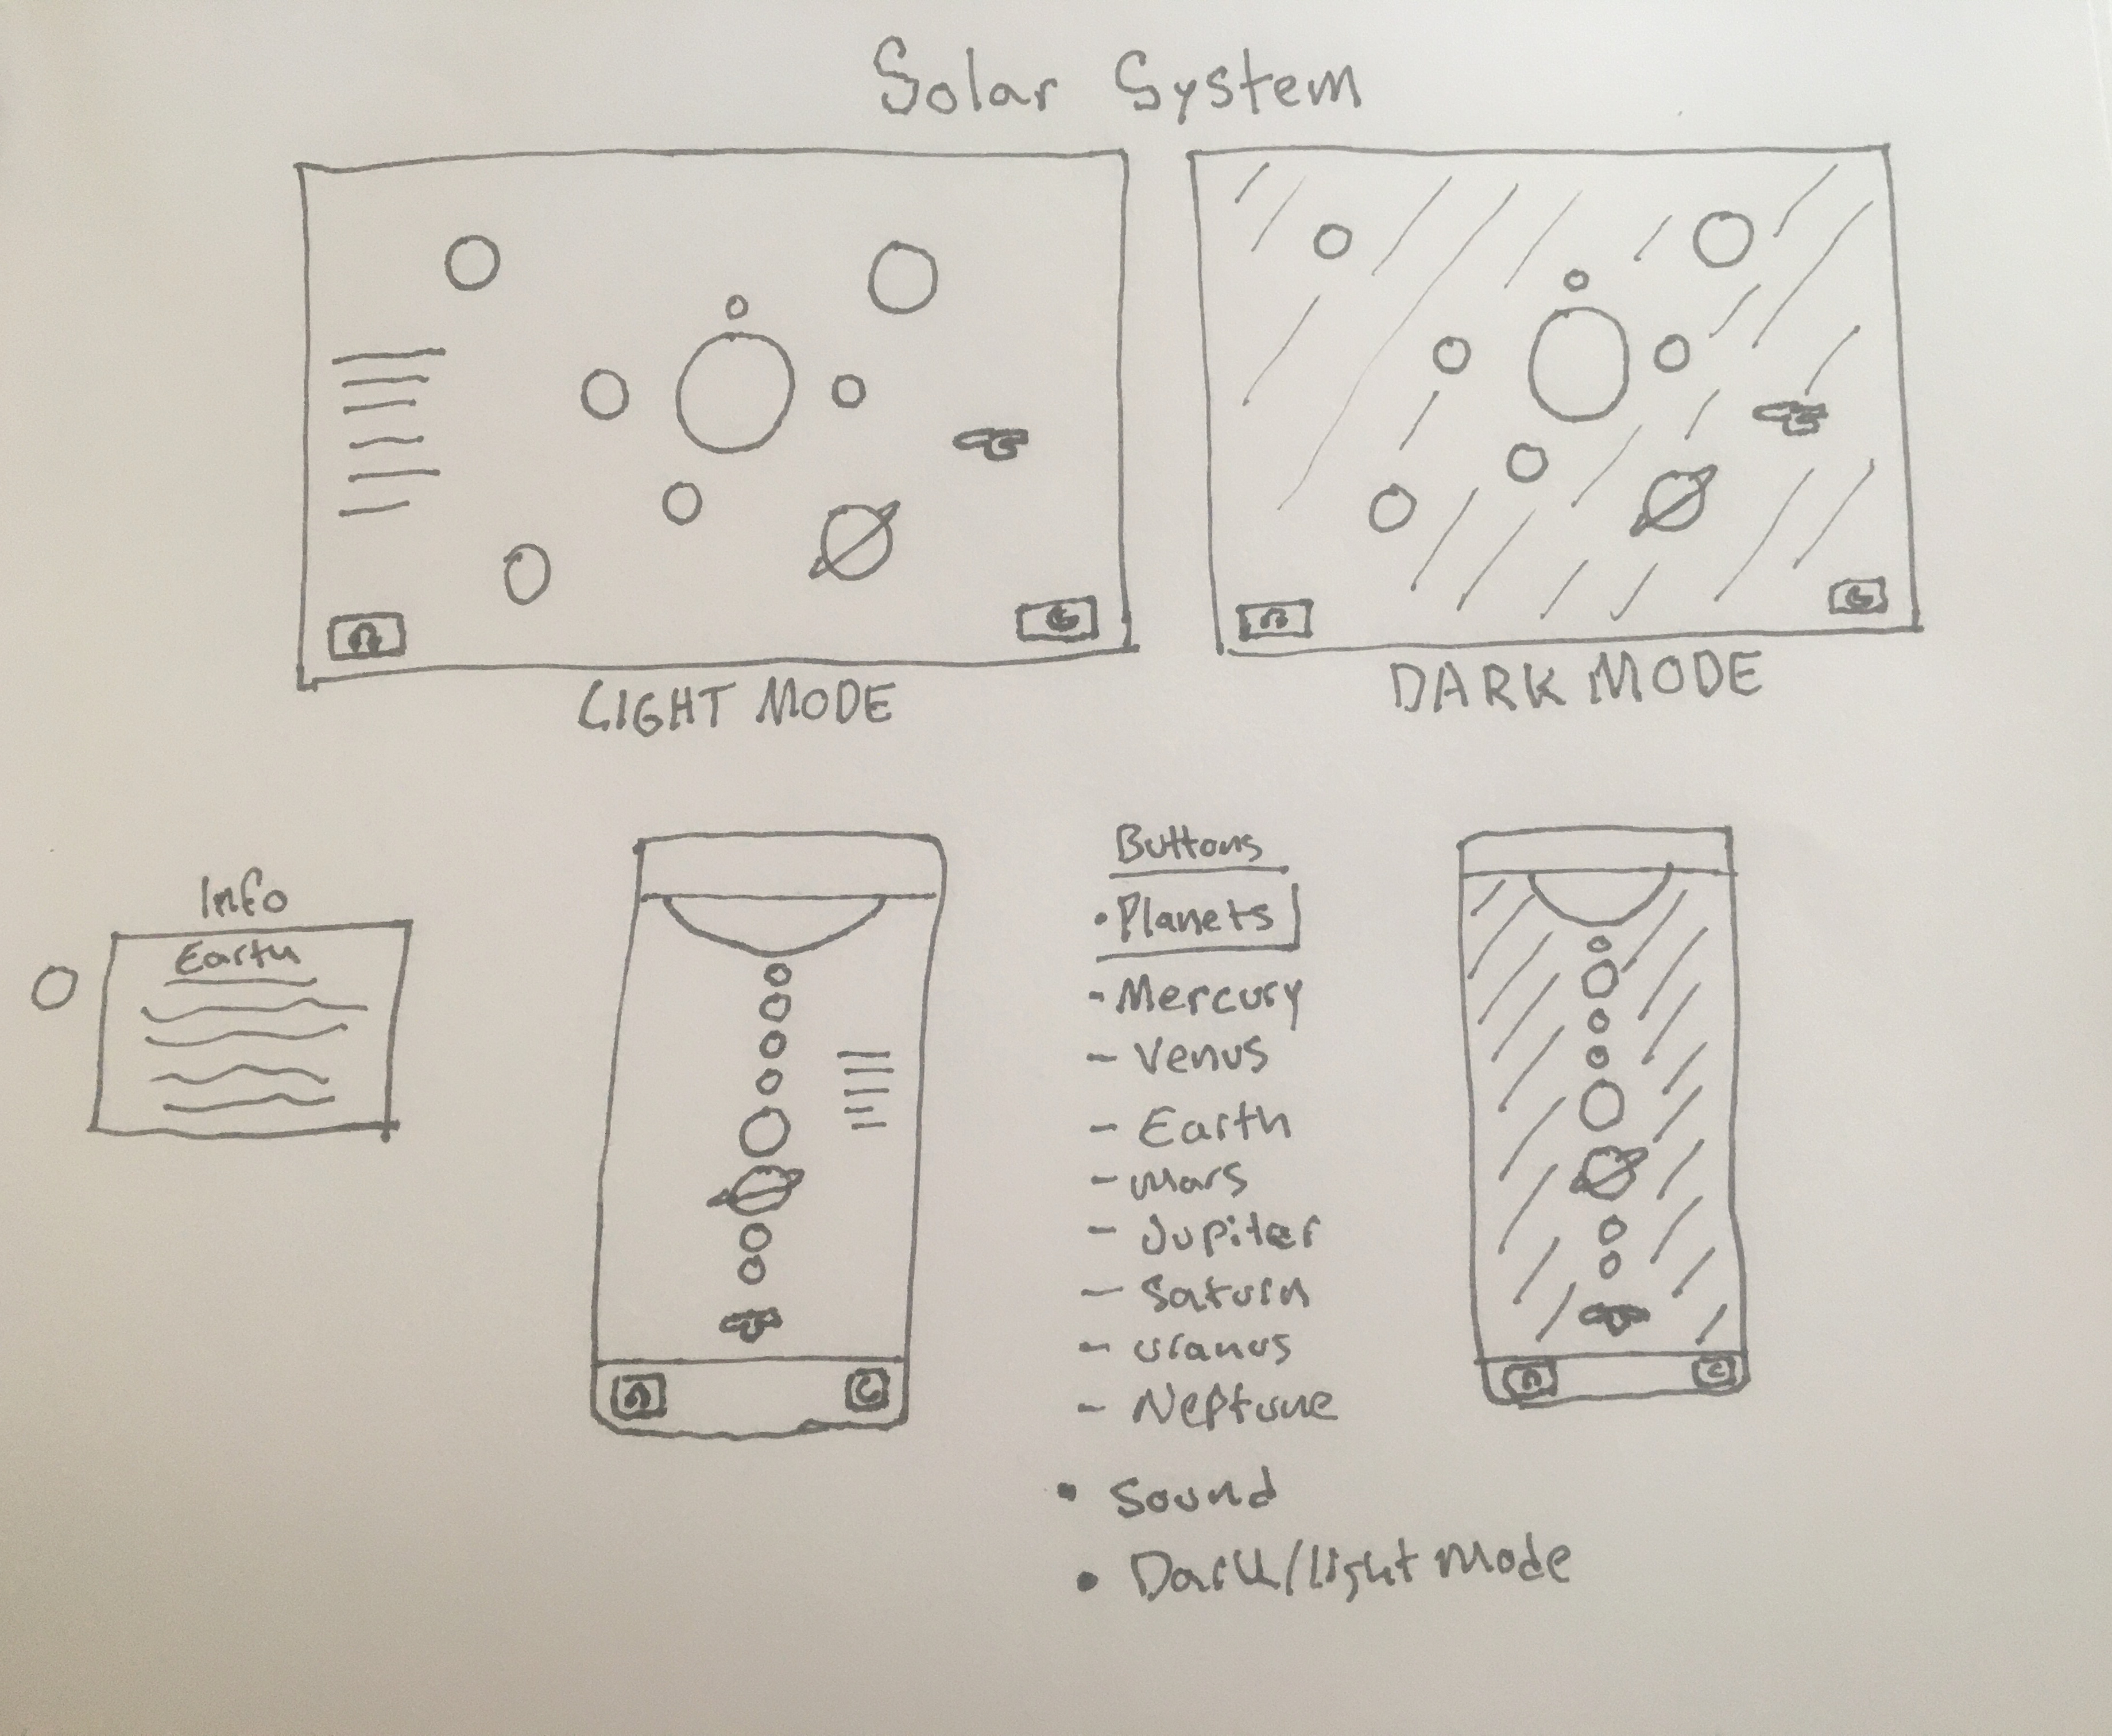 Solar System
LIGHT MODE
DARK MODE
Info
Earth
Buttons
• Planets
- Mercury
- Venus
- Earth
- Mars
- Jupiter
- Saturn
- Uranus
- Neptune
• Sound
• Dark/light Mode